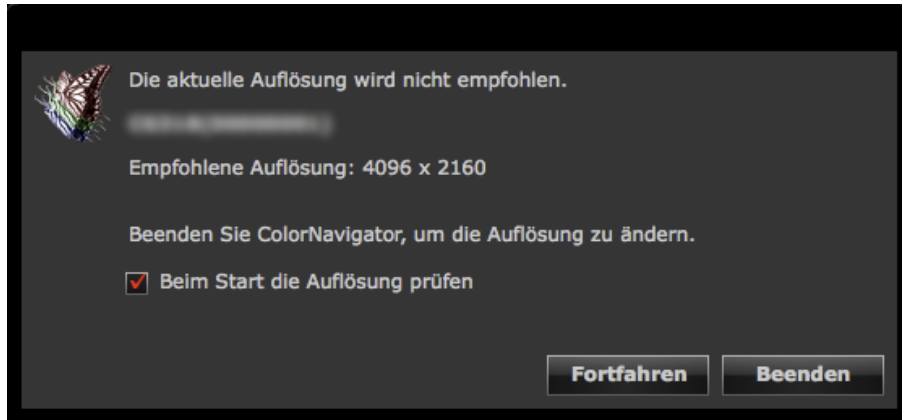 Die aktuelle Auflösung wird nicht empfohlen.
Empfohlene Auflösung: 4096 x 2160
Beenden Sie ColorNavigator, um die Auflösung zu ändern.
Beim Start die Auflösung prüfen
Fortfahren
Beenden